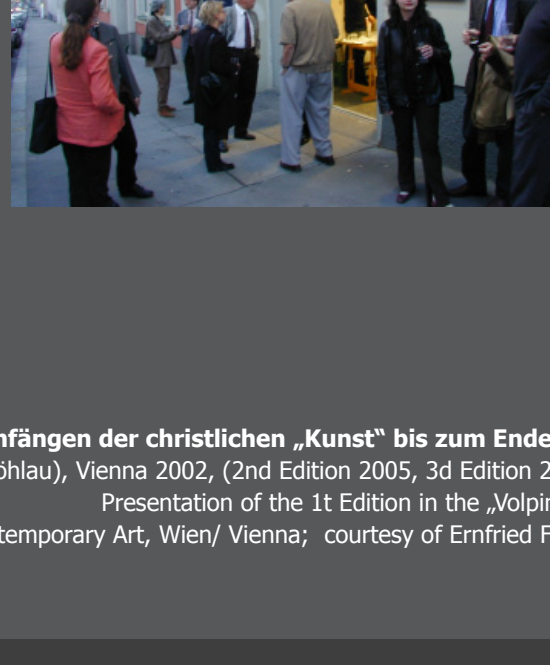 nfängen der christlichen „Kunst“ bis zum Ende
öhlau), Vienna 2002, (2nd Edition 2005, 3d Edition 2
Presentation of the 1t Edition in the „Volpin
temporary Art, Wien/ Vienna;  courtesy of Ernfried F